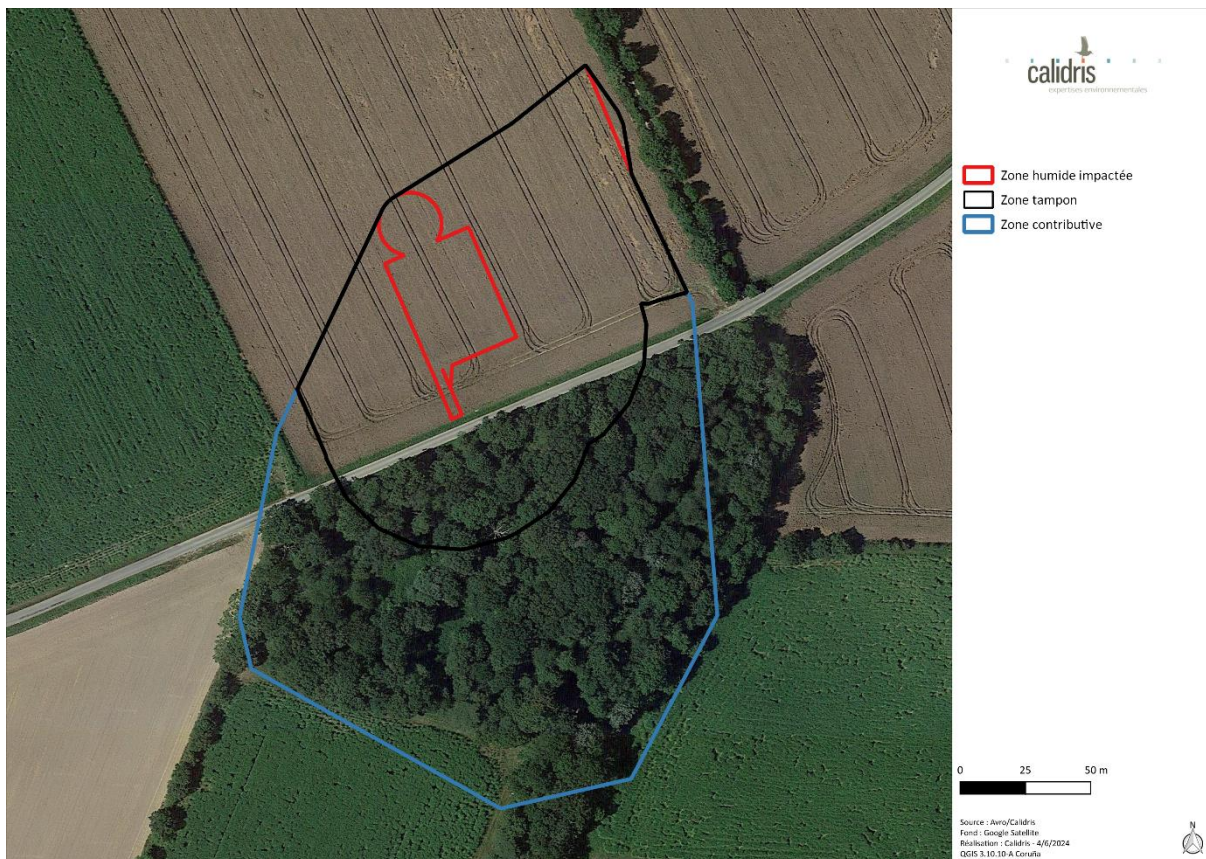 calidris
expertises environnementales
Zone humide impactée
Zone tampon
Zone contributive
0 25 50 m
Source : Avro/Calidris
Fond : Google Satellite
Réalisation : Calidris - 4/6/2024
QGIS 3.10.10-A Coruña
N